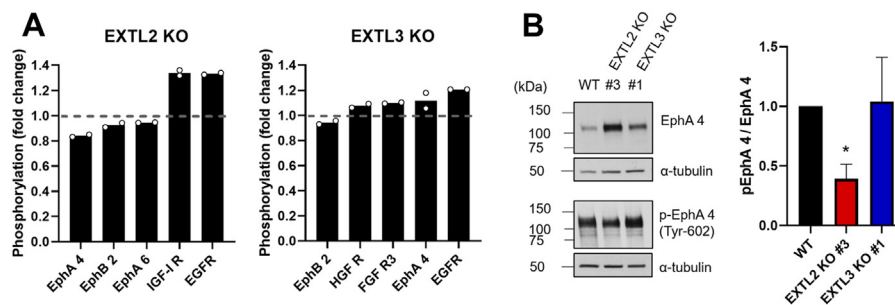 A
EXTL2 KO
Phosphorylation (fold change)
1.4
1.2
1.0
0.8
0.6
0.4
0.2
0.0
EphA 4
EphB 2
EphA 6
IGF-I R
EGFR
EXTL3 KO
Phosphorylation (fold change)
1.4
1.2
1.0
0.8
0.6
0.4
0.2
0.0
EphB 2
HGF R
FGF R3
EphA 4
EGFR
B
EXTL2 KO
EXTL3 KO
(kDa) WT #3 #1
150
100
75
EphA 4
50
α-tubulin
150
100
75
p-EphA 4
(Tyr-602)
50
α-tubulin
pEphA 4 / EphA 4
1.5
1.0
0.5
0.0
*
WT
EXTL2 KO #3
EXTL3 KO #1